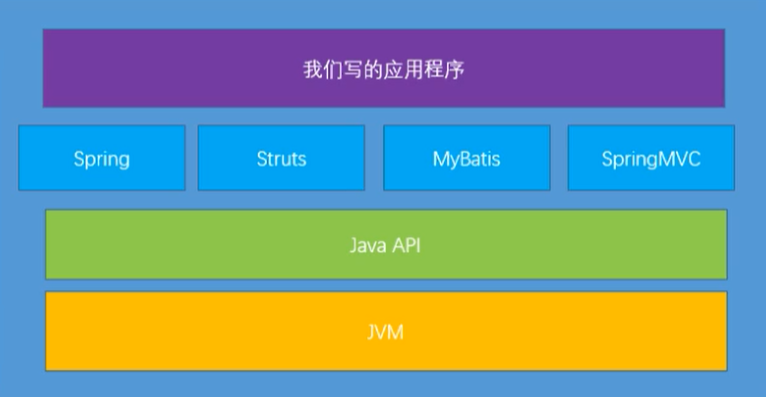 我们写的应用程序
Spring
Struts
MyBatis
SpringMVC
Java API
JVM